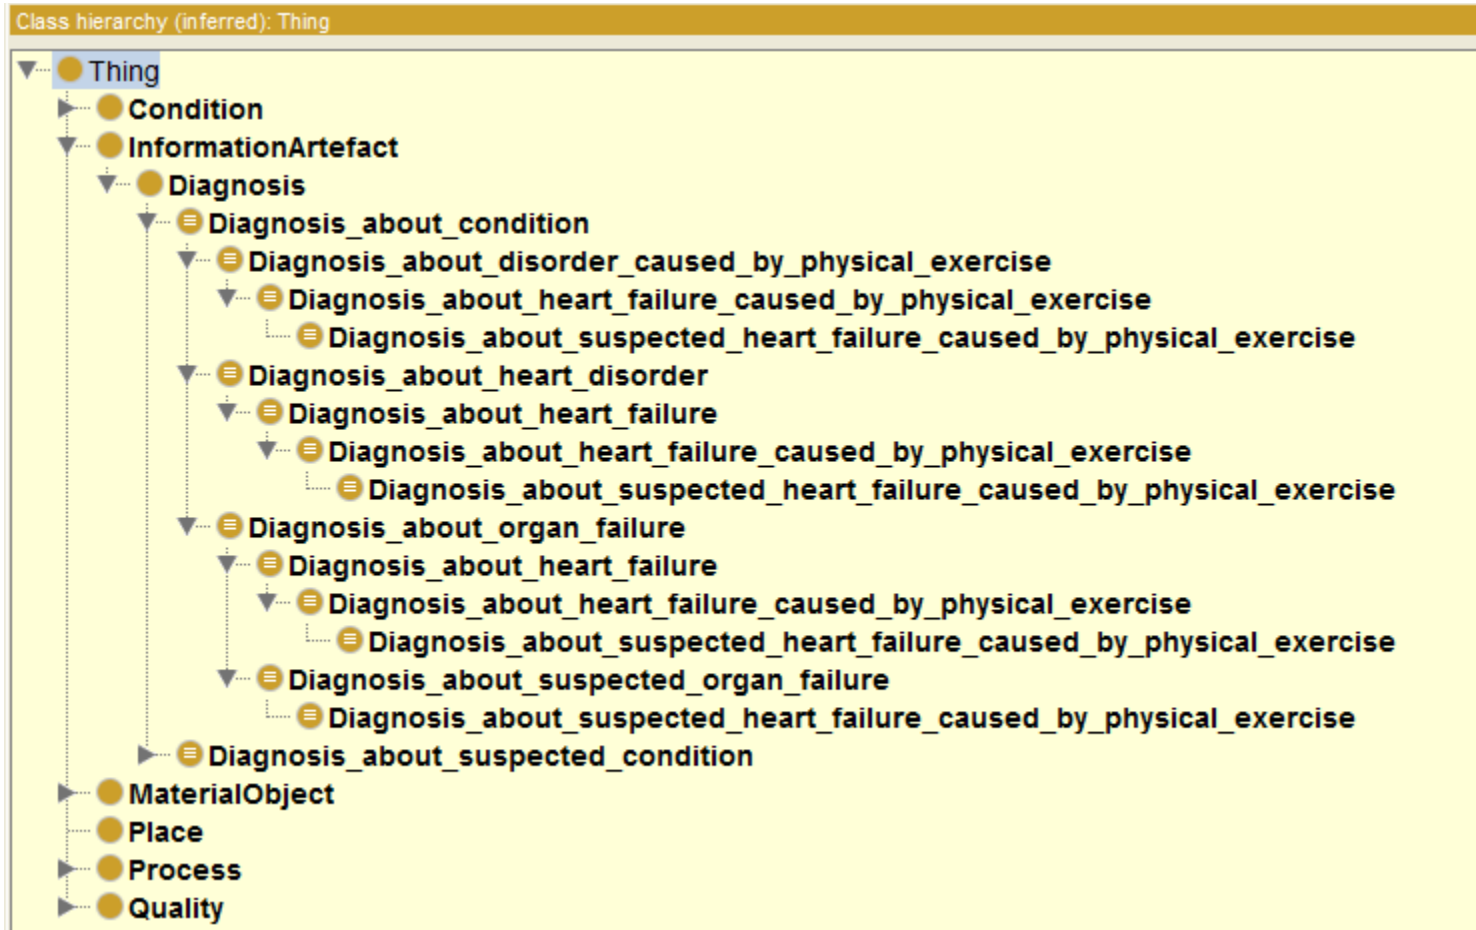 Class hierarchy (inferred): Thing
Thing
Condition
InformationArtefact
Diagnosis
Diagnosis_about_condition
Diagnosis_about_disorder_caused_by_physical_exercise
Diagnosis_about_heart_failure_caused_by_physical_exercise
Diagnosis_about_suspected_heart_failure_caused_by_physical_exercise
Diagnosis_about_heart_disorder
Diagnosis_about_heart_failure
Diagnosis_about_heart_failure_caused_by_physical_exercise
Diagnosis_about_suspected_heart_failure_caused_by_physical_exercise
Diagnosis_about_organ_failure
Diagnosis_about_heart_failure
Diagnosis_about_heart_failure_caused_by_physical_exercise
Diagnosis_about_suspected_heart_failure_caused_by_physical_exercise
Diagnosis_about_suspected_organ_failure
Diagnosis_about_suspected_heart_failure_caused_by_physical_exercise
Diagnosis_about_suspected_condition
MaterialObject
Place
Process
Quality